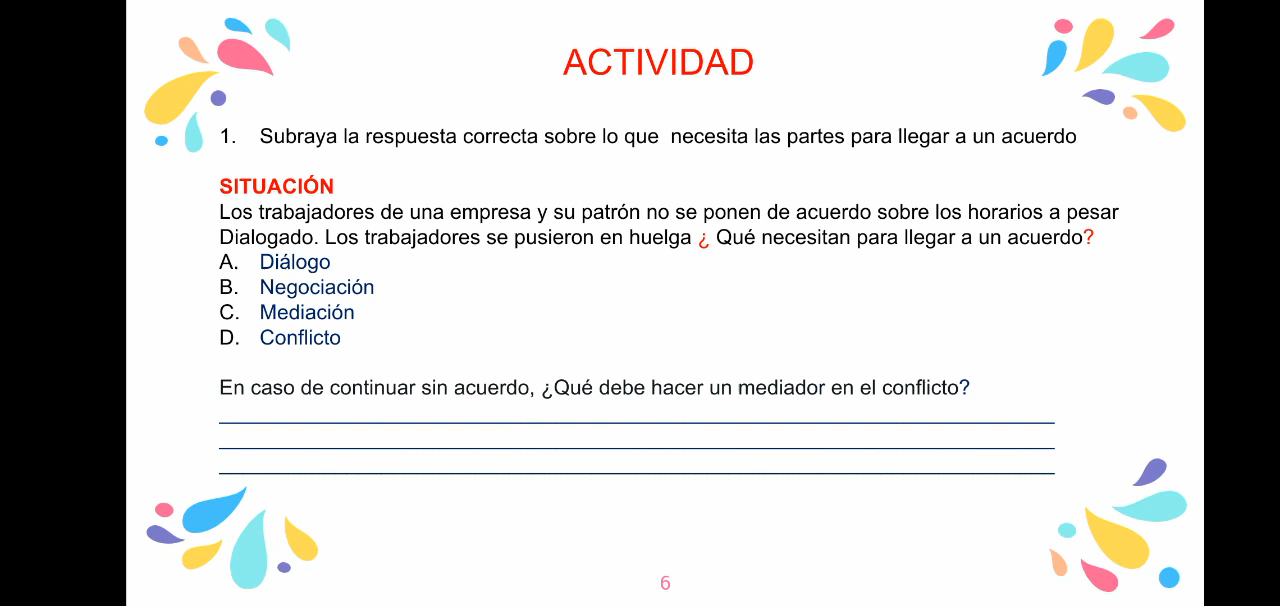 ACTIVIDAD
1. Subraya la respuesta correcta sobre lo que  necesita las partes para llegar a un acuerdo
SITUACIÓN
Los trabajadores de una empresa y su patrón no se ponen de acuerdo sobre los horarios a pesar
Dialogado. Los trabajadores se pusieron en huelga ¿ Qué necesitan para llegar a un acuerdo?
A. Diálogo
B. Negociación
C. Mediación
D. Conflicto
En caso de continuar sin acuerdo, ¿Qué debe hacer un mediador en el conflicto?
6